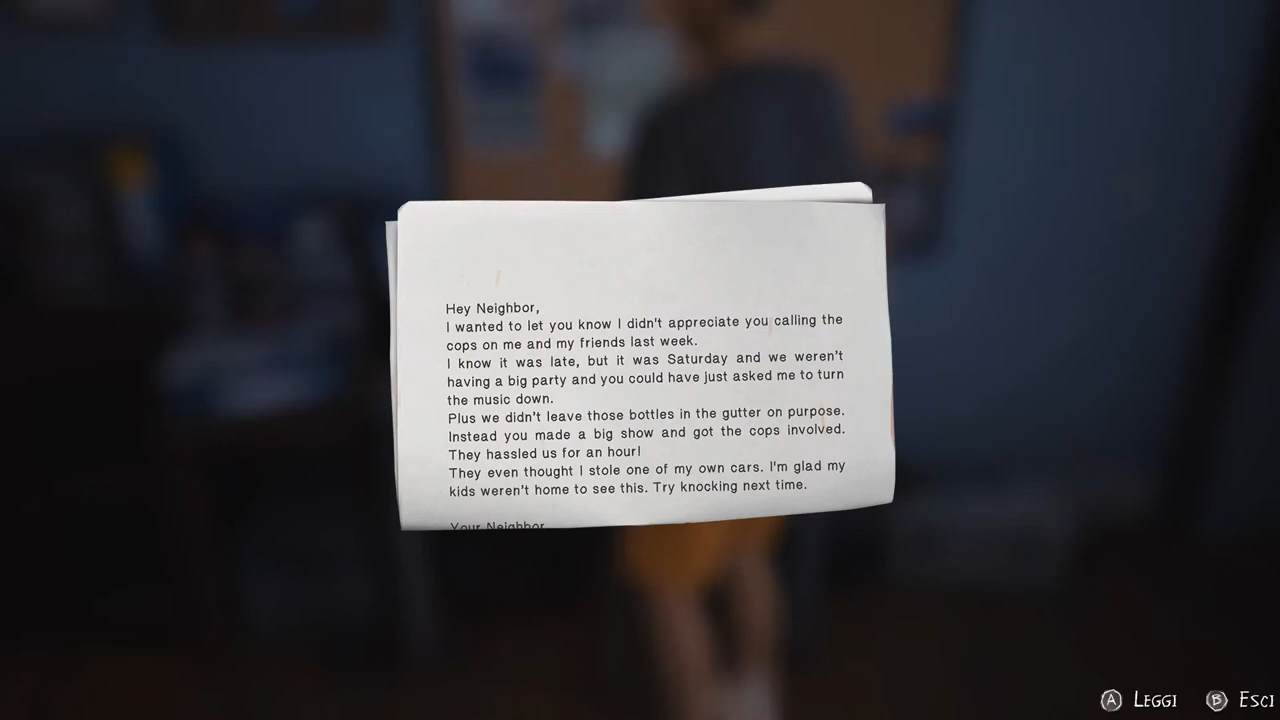 Hey Neighbor,
I wanted to let you know I didn't appreciate you calling the
cops on me and my friends last week.
I know it was late, but it was Saturday and we weren't
having a big party and you could have just asked me to turn
the music down.
Plus we didn't leave those bottles in the gutter on purpose.
Instead you made a big show and got the cops involved.
They hassled us for an hour!
They even thought I stole one of my own cars. I'm glad my
kids weren't home to see this. Try knocking next time.
Your Neighbor
A LEGGI B ESCI